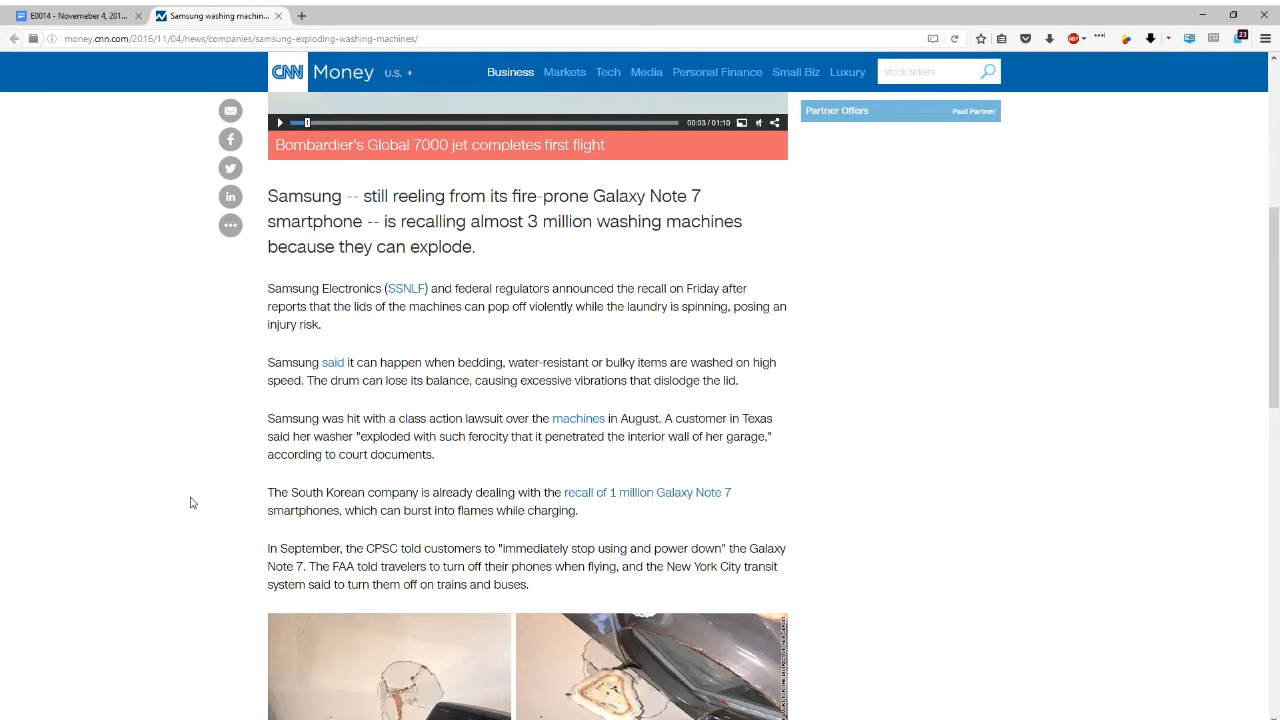 E0014 - Novemeber 4, 201...
Samsung washing machin...
money.cnn.com/2016/11/04/news/companies/samsung-exploding-washing-machines/
23
CNN Money U.S. +
Business Markets Tech Media Personal Finance Small Biz Luxury
stock tickers
Partner Offers Paid Partner
00:03 / 01:10
Bombardier's Global 7000 jet completes first flight
Samsung -- still reeling from its fire-prone Galaxy Note 7
smartphone -- is recalling almost 3 million washing machines
because they can explode.
Samsung Electronics (SSNLF) and federal regulators announced the recall on Friday after
reports that the lids of the machines can pop off violently while the laundry is spinning, posing an
injury risk.
Samsung said it can happen when bedding, water-resistant or bulky items are washed on high
speed. The drum can lose its balance, causing excessive vibrations that dislodge the lid.
Samsung was hit with a class action lawsuit over the machines in August. A customer in Texas
said her washer "exploded with such ferocity that it penetrated the interior wall of her garage,"
according to court documents.
The South Korean company is already dealing with the recall of 1 million Galaxy Note 7
smartphones, which can burst into flames while charging.
In September, the CPSC told customers to "immediately stop using and power down" the Galaxy
Note 7. The FAA told travelers to turn off their phones when flying, and the New York City transit
system said to turn them off on trains and buses.